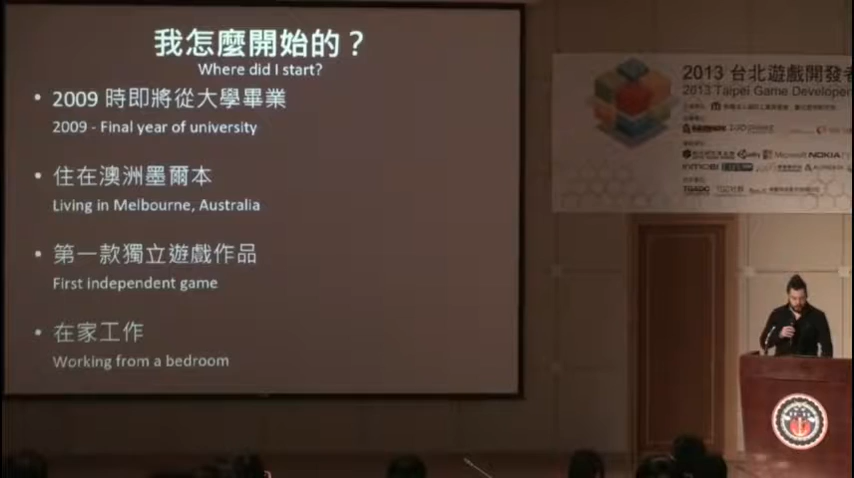 我怎麼開始的？
Where did I start?
• 2009 時即將從大學畢業
2009 - Final year of university
• 住在澳洲墨爾本
Living in Melbourne, Australia
• 第一款獨立遊戲作品
First independent game
• 在家工作
Working from a bedroom
2013 台北遊戲開發者
2013 Taipei Game Developer
unity
Microsoft
NOKIA
INMOBI
TGADC